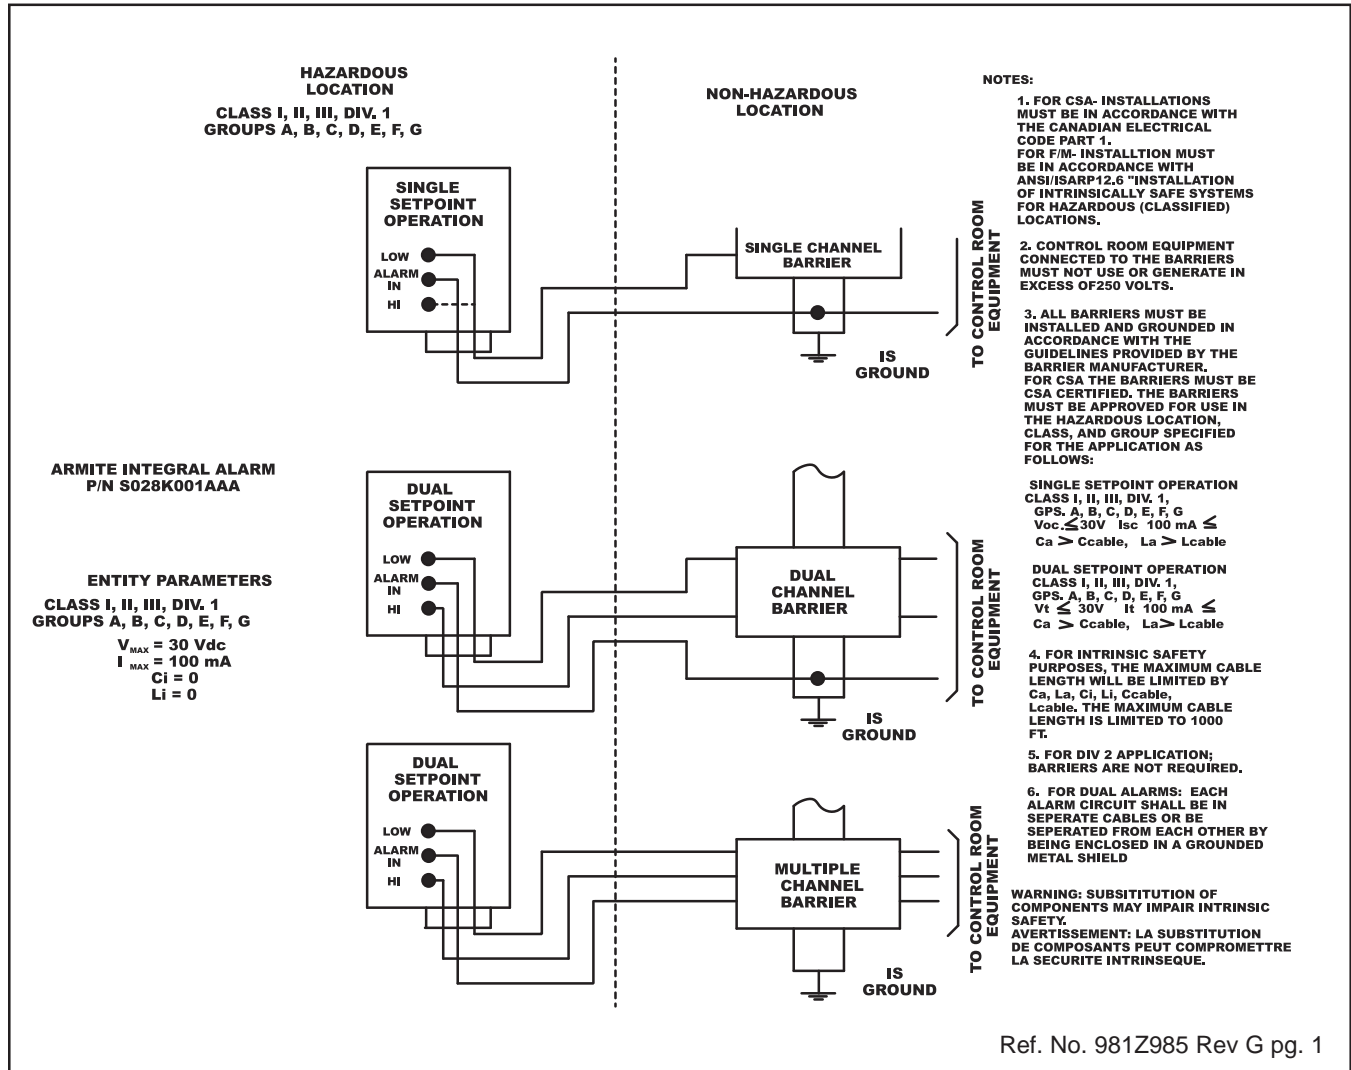 HAZARDOUS
LOCATION
CLASS I, II, III, DIV. 1
GROUPS A, B, C, D, E, F, G
NON-HAZARDOUS
LOCATION
SINGLE
SETPOINT
OPERATION
LOW
ALARM
IN
HI
SINGLE CHANNEL
BARRIER
IS
GROUND
TO CONTROL ROOM
EQUIPMENT
ARMITE INTEGRAL ALARM
P/N S028K001AAA
ENTITY PARAMETERS
CLASS I, II, III, DIV. 1
GROUPS A, B, C, D, E, F, G
VMAX = 30 Vdc
I MAX = 100 mA
Ci = 0
Li = 0
DUAL
SETPOINT
OPERATION
LOW
ALARM
IN
HI
DUAL
CHANNEL
BARRIER
IS
GROUND
TO CONTROL ROOM
EQUIPMENT
DUAL
SETPOINT
OPERATION
LOW
ALARM
IN
HI
MULTIPLE
CHANNEL
BARRIER
IS
GROUND
TO CONTROL ROOM
EQUIPMENT
NOTES:
1. FOR CSA- INSTALLATIONS
MUST BE IN ACCORDANCE WITH
THE CANADIAN ELECTRICAL
CODE PART 1.
FOR F/M- INSTALLTION MUST
BE IN ACCORDANCE WITH
ANSI/ISARP12.6 "INSTALLATION
OF INTRINSICALLY SAFE SYSTEMS
FOR HAZARDOUS (CLASSIFIED)
LOCATIONS.
2. CONTROL ROOM EQUIPMENT
CONNECTED TO THE BARRIERS
MUST NOT USE OR GENERATE IN
EXCESS OF250 VOLTS.
3. ALL BARRIERS MUST BE
INSTALLED AND GROUNDED IN
ACCORDANCE WITH THE
GUIDELINES PROVIDED BY THE
BARRIER MANUFACTURER.
FOR CSA THE BARRIERS MUST BE
CSA CERTIFIED. THE BARRIERS
MUST BE APPROVED FOR USE IN
THE HAZARDOUS LOCATION,
CLASS, AND GROUP SPECIFIED
FOR THE APPLICATION AS
FOLLOWS:
SINGLE SETPOINT OPERATION
CLASS I, II, III, DIV. 1,
GPS. A, B, C, D, E, F, G
Voc. ≤ 30V Isc 100 mA ≤
Ca > Ccable, La > Lcable
DUAL SETPOINT OPERATION
CLASS I, II, III, DIV. 1,
GPS. A, B, C, D, E, F, G
Vt ≤ 30V It 100 mA ≤
Ca > Ccable, La> Lcable
4. FOR INTRINSIC SAFETY
PURPOSES, THE MAXIMUM CABLE
LENGTH WILL BE LIMITED BY
Ca, La, Ci, Li, Ccable,
Lcable. THE MAXIMUM CABLE
LENGTH IS LIMITED TO 1000
FT.
5. FOR DIV 2 APPLICATION;
BARRIERS ARE NOT REQUIRED.
6. FOR DUAL ALARMS: EACH
ALARM CIRCUIT SHALL BE IN
SEPERATE CABLES OR BE
SEPERATED FROM EACH OTHER BY
BEING ENCLOSED IN A GROUNDED
METAL SHIELD
WARNING: SUBSITITUTION OF
COMPONENTS MAY IMPAIR INTRINSIC
SAFETY.
AVERTISSEMENT: LA SUBSTITUTION
DE COMPOSANTS PEUT COMPROMETTRE
LA SECURITE INTRINSEQUE.
Ref. No. 981Z985 Rev G pg. 1